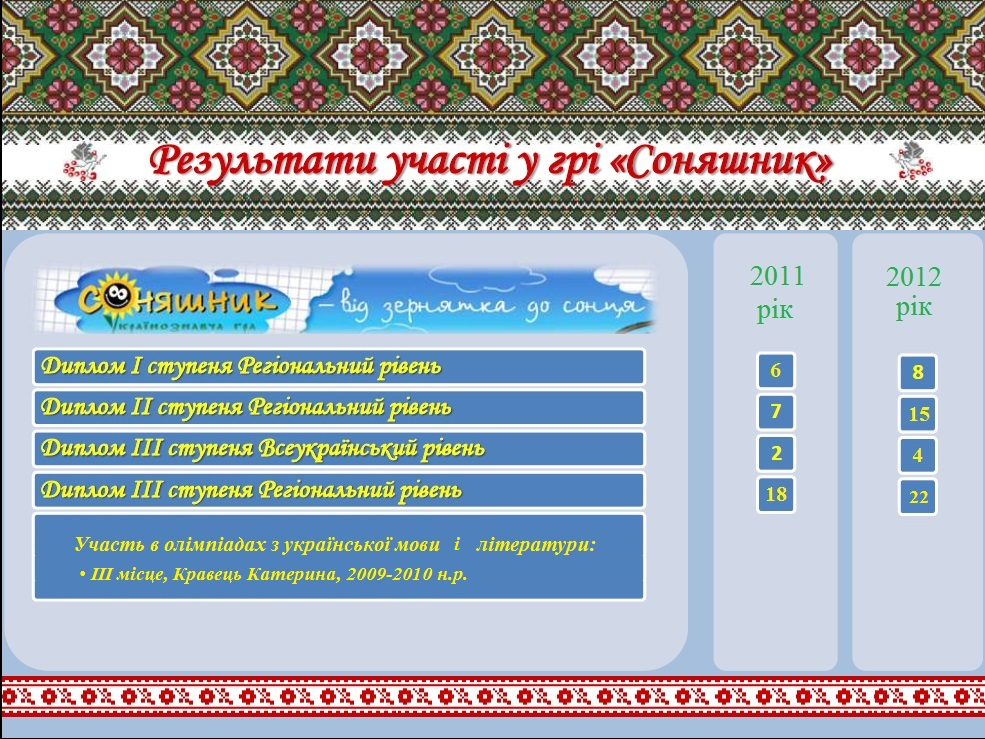 Результати участі у грі «Соняшник»
Соняшник
Українознавча гра
– від зернятка до сонця
2011
рік
2012
рік
Диплом І ступеня Регіональний рівень
6
8
Диплом ІІ ступеня Регіональний рівень
7
15
Диплом ІІІ ступеня Всеукраїнський рівень
2
4
Диплом ІІІ ступеня Регіональний рівень
18
22
Участь в олімпіадах з української мови і літератури:
• ІІІ місце, Кравець Катерина, 2009-2010 н.р.